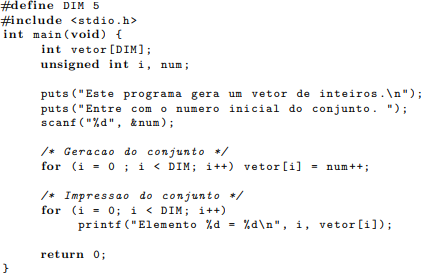 #define DIM 5
#include <stdio.h>
int main(void) {
     int vetor[DIM];
     unsigned int i, num;

     puts("Este programa gera um vetor de inteiros.\n");
     puts("Entre com o numero inicial do conjunto. ");
     scanf("%d", &num);

     /* Geracao do conjunto */
     for (i = 0 ; i < DIM; i++) vetor[i] = num++;

     /* Impressao do conjunto */
     for (i = 0; i < DIM; i++)
          printf("Elemento %d = %d\n", i, vetor[i]);

     return 0;
}